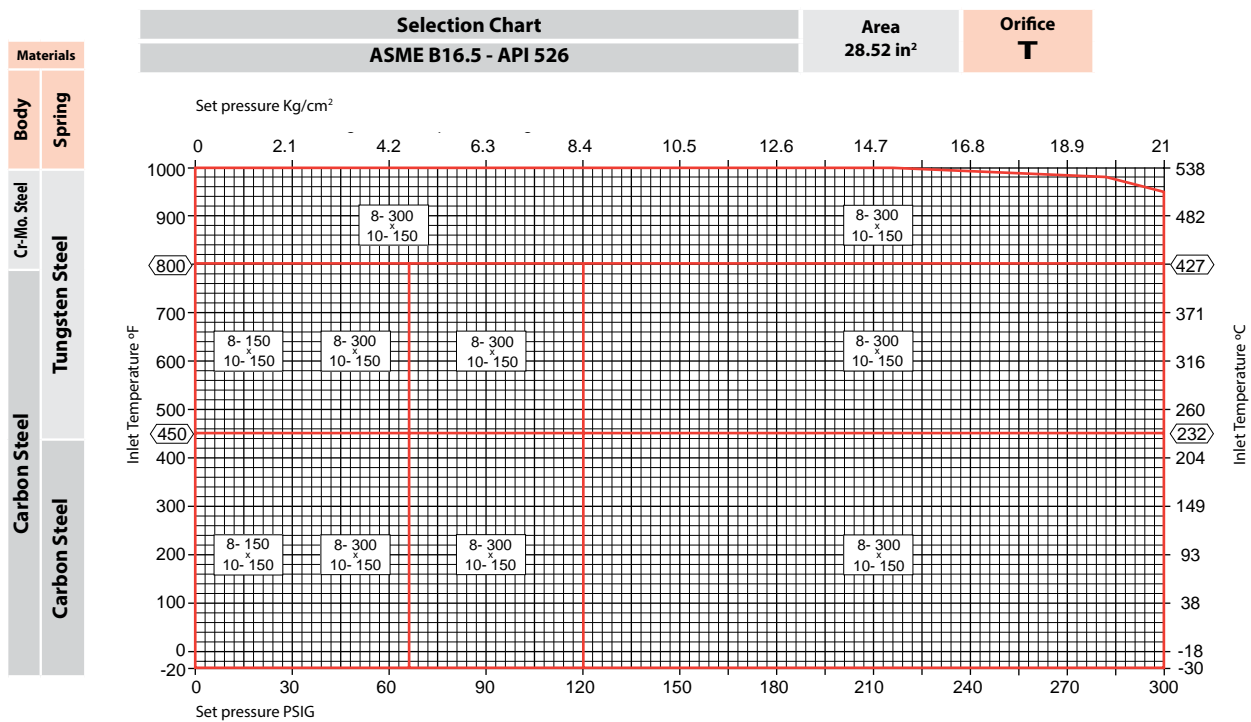 Selection Chart
ASME B16.5 - API 526
Area
28.52 in²
Orifice
T
Materials
Body
Spring
Cr-Mo. Steel
Carbon Steel
Tungsten Steel
Carbon Steel
Set pressure Kg/cm²
0 2.1 4.2 6.3 8.4 10.5 12.6 14.7 16.8 18.9 21
Inlet Temperature ºF
1000
900
800
700
600
500
450
400
300
200
100
0
-20
8- 300
x
10- 150
8- 300
x
10- 150
8- 150
x
10- 150
8- 300
x
10- 150
8- 300
x
10- 150
8- 300
x
10- 150
8- 150
x
10- 150
8- 300
x
10- 150
8- 300
x
10- 150
8- 300
x
10- 150
538
482
427
371
316
260
232
204
149
93
38
-18
-30
Inlet Temperature ºC
0 30 60 90 120 150 180 210 240 270 300
Set pressure PSIG